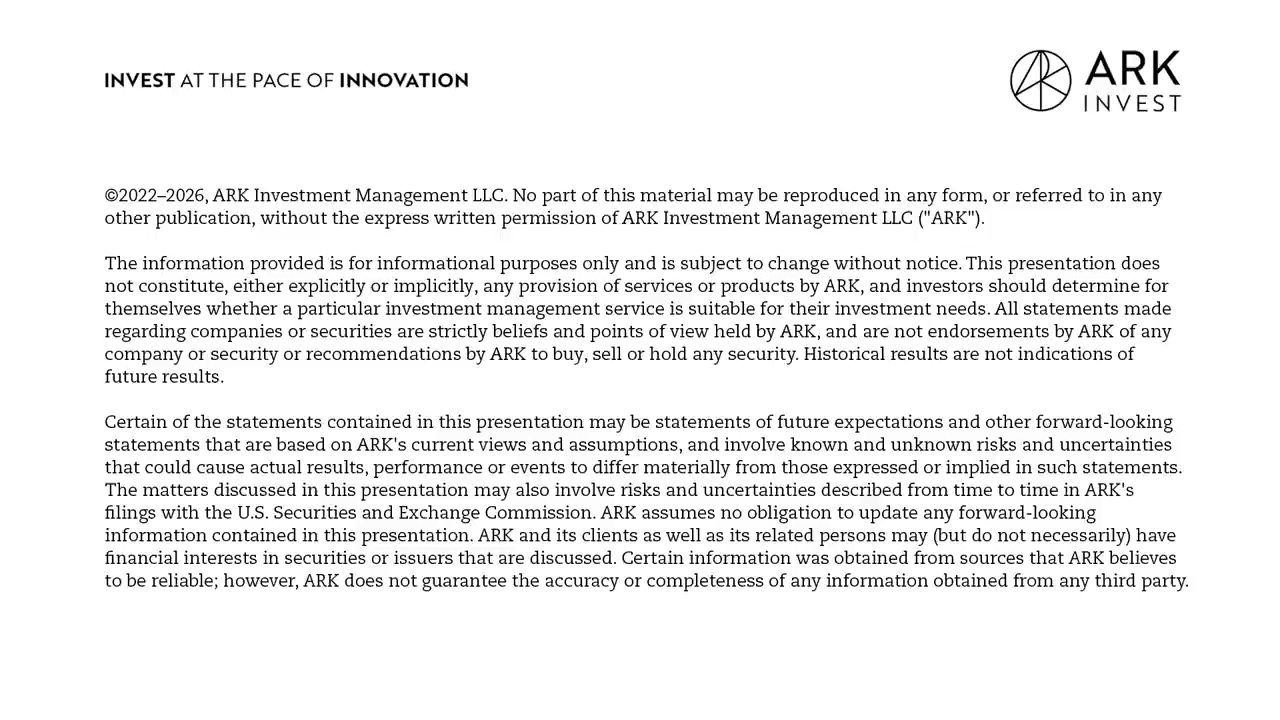 INVEST AT THE PACE OF INNOVATION
ARK
INVEST
©2022–2026, ARK Investment Management LLC. No part of this material may be reproduced in any form, or referred to in any
other publication, without the express written permission of ARK Investment Management LLC ("ARK").
The information provided is for informational purposes only and is subject to change without notice. This presentation does
not constitute, either explicitly or implicitly, any provision of services or products by ARK, and investors should determine for
themselves whether a particular investment management service is suitable for their investment needs. All statements made
regarding companies or securities are strictly beliefs and points of view held by ARK, and are not endorsements by ARK of any
company or security or recommendations by ARK to buy, sell or hold any security. Historical results are not indications of
future results.
Certain of the statements contained in this presentation may be statements of future expectations and other forward-looking
statements that are based on ARK's current views and assumptions, and involve known and unknown risks and uncertainties
that could cause actual results, performance or events to differ materially from those expressed or implied in such statements.
The matters discussed in this presentation may also involve risks and uncertainties described from time to time in ARK's
filings with the U.S. Securities and Exchange Commission. ARK assumes no obligation to update any forward-looking
information contained in this presentation. ARK and its clients as well as its related persons may (but do not necessarily) have
financial interests in securities or issuers that are discussed. Certain information was obtained from sources that ARK believes
to be reliable; however, ARK does not guarantee the accuracy or completeness of any information obtained from any third party.